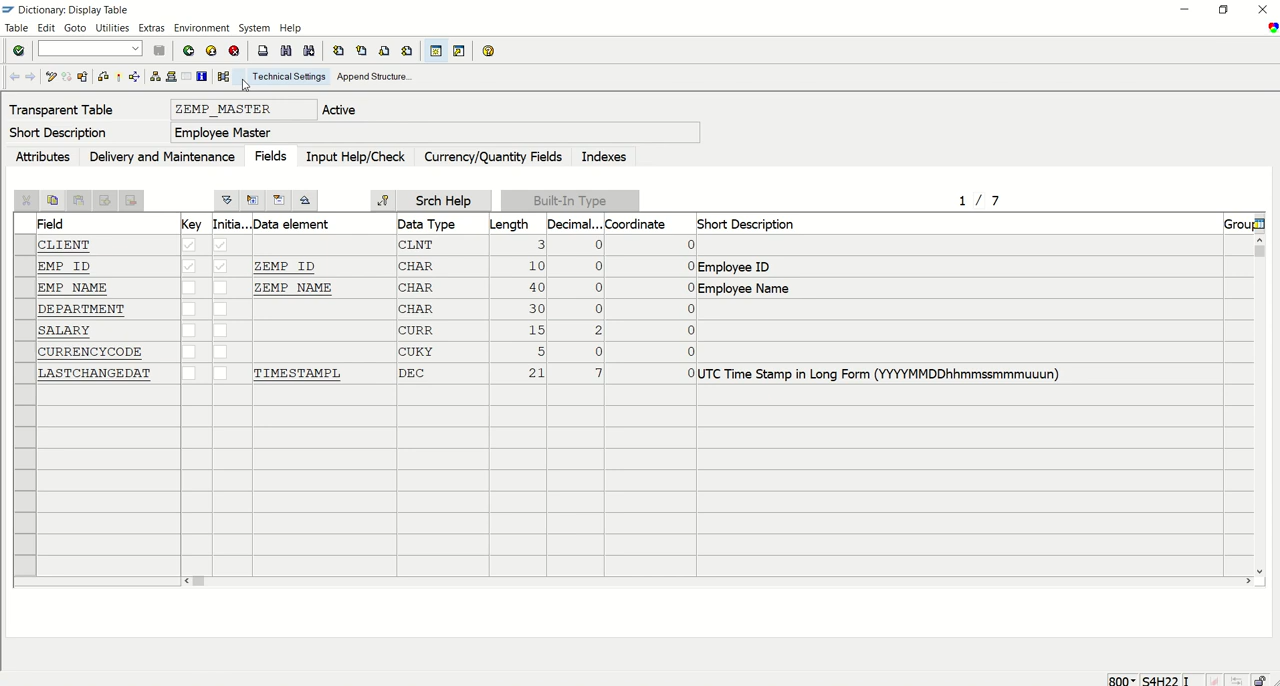 Dictionary: Display Table
Table Edit Goto Utilities Extras Environment System Help
Technical Settings Append Structure...
Transparent Table ZEMP_MASTER Active
Short Description Employee Master
Attributes Delivery and Maintenance Fields Input Help/Check Currency/Quantity Fields Indexes
Srch Help Built-In Type 1 / 7
Field Key Initia... Data element Data Type Length Decimal... Coordinate Short Description Group
CLIENT CLNT 3 0 0
EMP_ID ZEMP_ID CHAR 10 0 0 Employee ID
EMP_NAME ZEMP_NAME CHAR 40 0 0 Employee Name
DEPARTMENT CHAR 30 0 0
SALARY CURR 15 2 0
CURRENCYCODE CUKY 5 0 0
LASTCHANGEDAT TIMESTAMPL DEC 21 7 0 UTC Time Stamp in Long Form (YYYYMMDDhhmmssmmmuuun)
800 S4H22 I